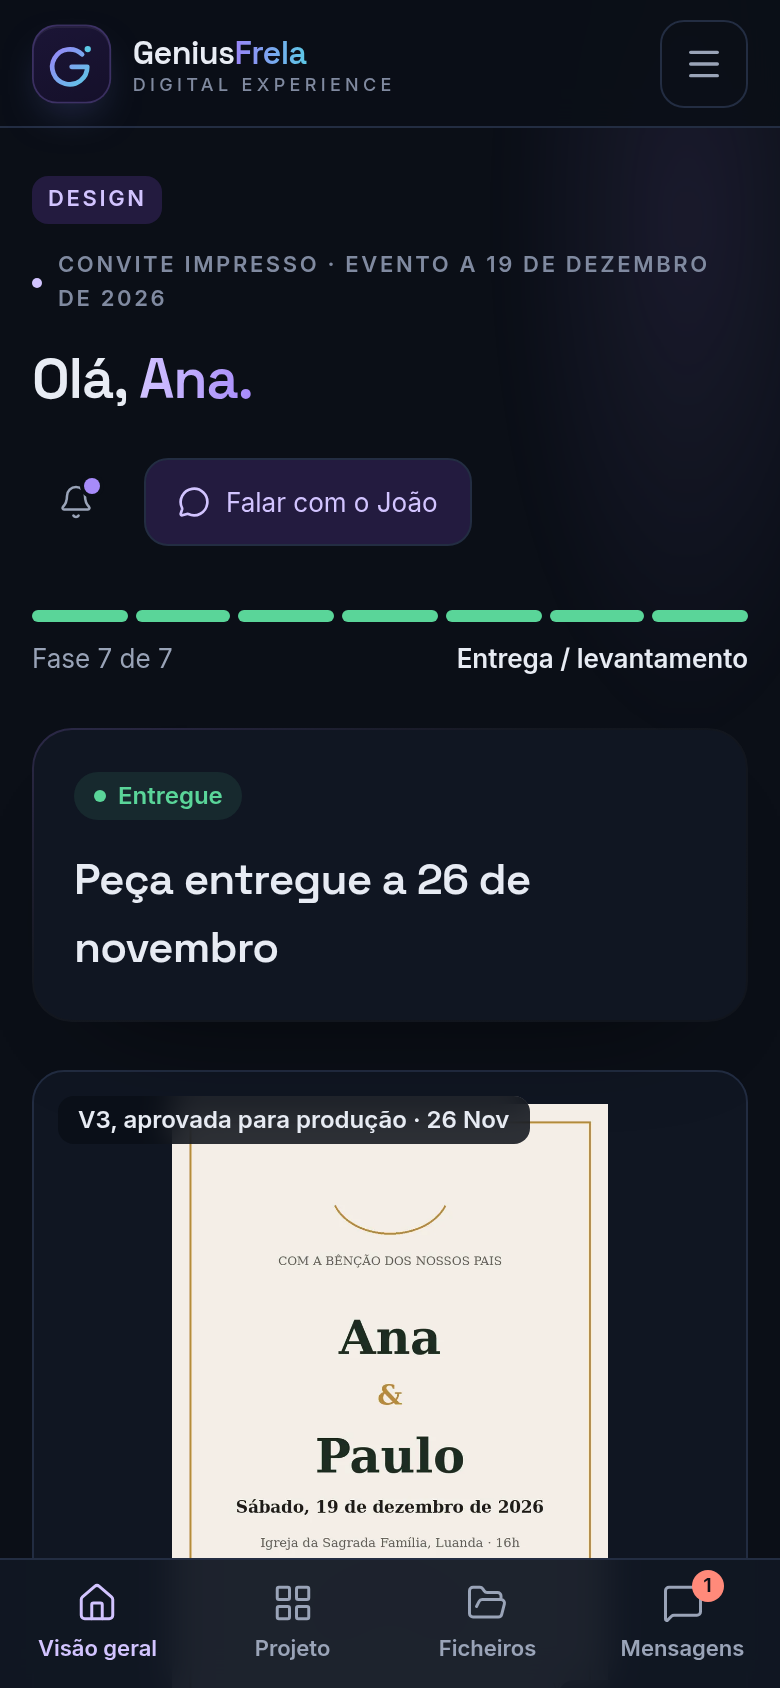 GeniusFrela
DIGITAL EXPERIENCE
DESIGN
CONVITE IMPRESSO · EVENTO A 19 DE DEZEMBRO
DE 2026
Olá, Ana.
Falar com o João
Fase 7 de 7
Entrega / levantamento
Entregue
Peça entregue a 26 de
novembro
V3, aprovada para produção · 26 Nov
COM A BÊNÇÃO DOS NOSSOS PAIS
Ana
&
Paulo
Sábado, 19 de dezembro de 2026
Igreja da Sagrada Família, Luanda · 16h
1
Visão geral
Projeto
Ficheiros
Mensagens